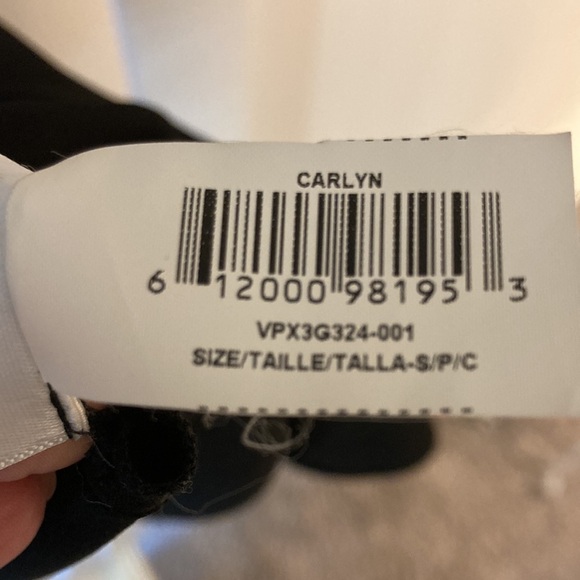 CARLYN
6 12000 98195 3
VPX3G324-001
SIZE/TAILLE/TALLA-S/P/C